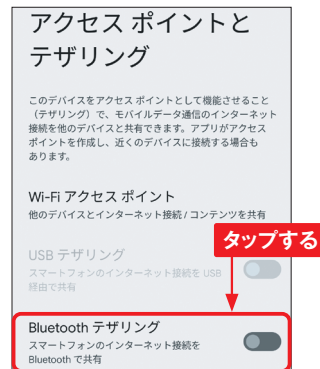 アクセス ポイントと
テザリング
このデバイスをアクセス ポイントとして機能させること
（テザリング）で、モバイルデータ通信のインターネット
接続を他のデバイスと共有できます。アプリがアクセス
ポイントを作成し、近くのデバイスに接続する場合も
あります。
Wi-Fi アクセス ポイント
他のデバイスとインターネット接続 / コンテンツを共有
タップする
USB テザリング
スマートフォンのインターネット接続を USB
経由で共有
Bluetooth テザリング
スマートフォンのインターネット接続を
Bluetooth で共有